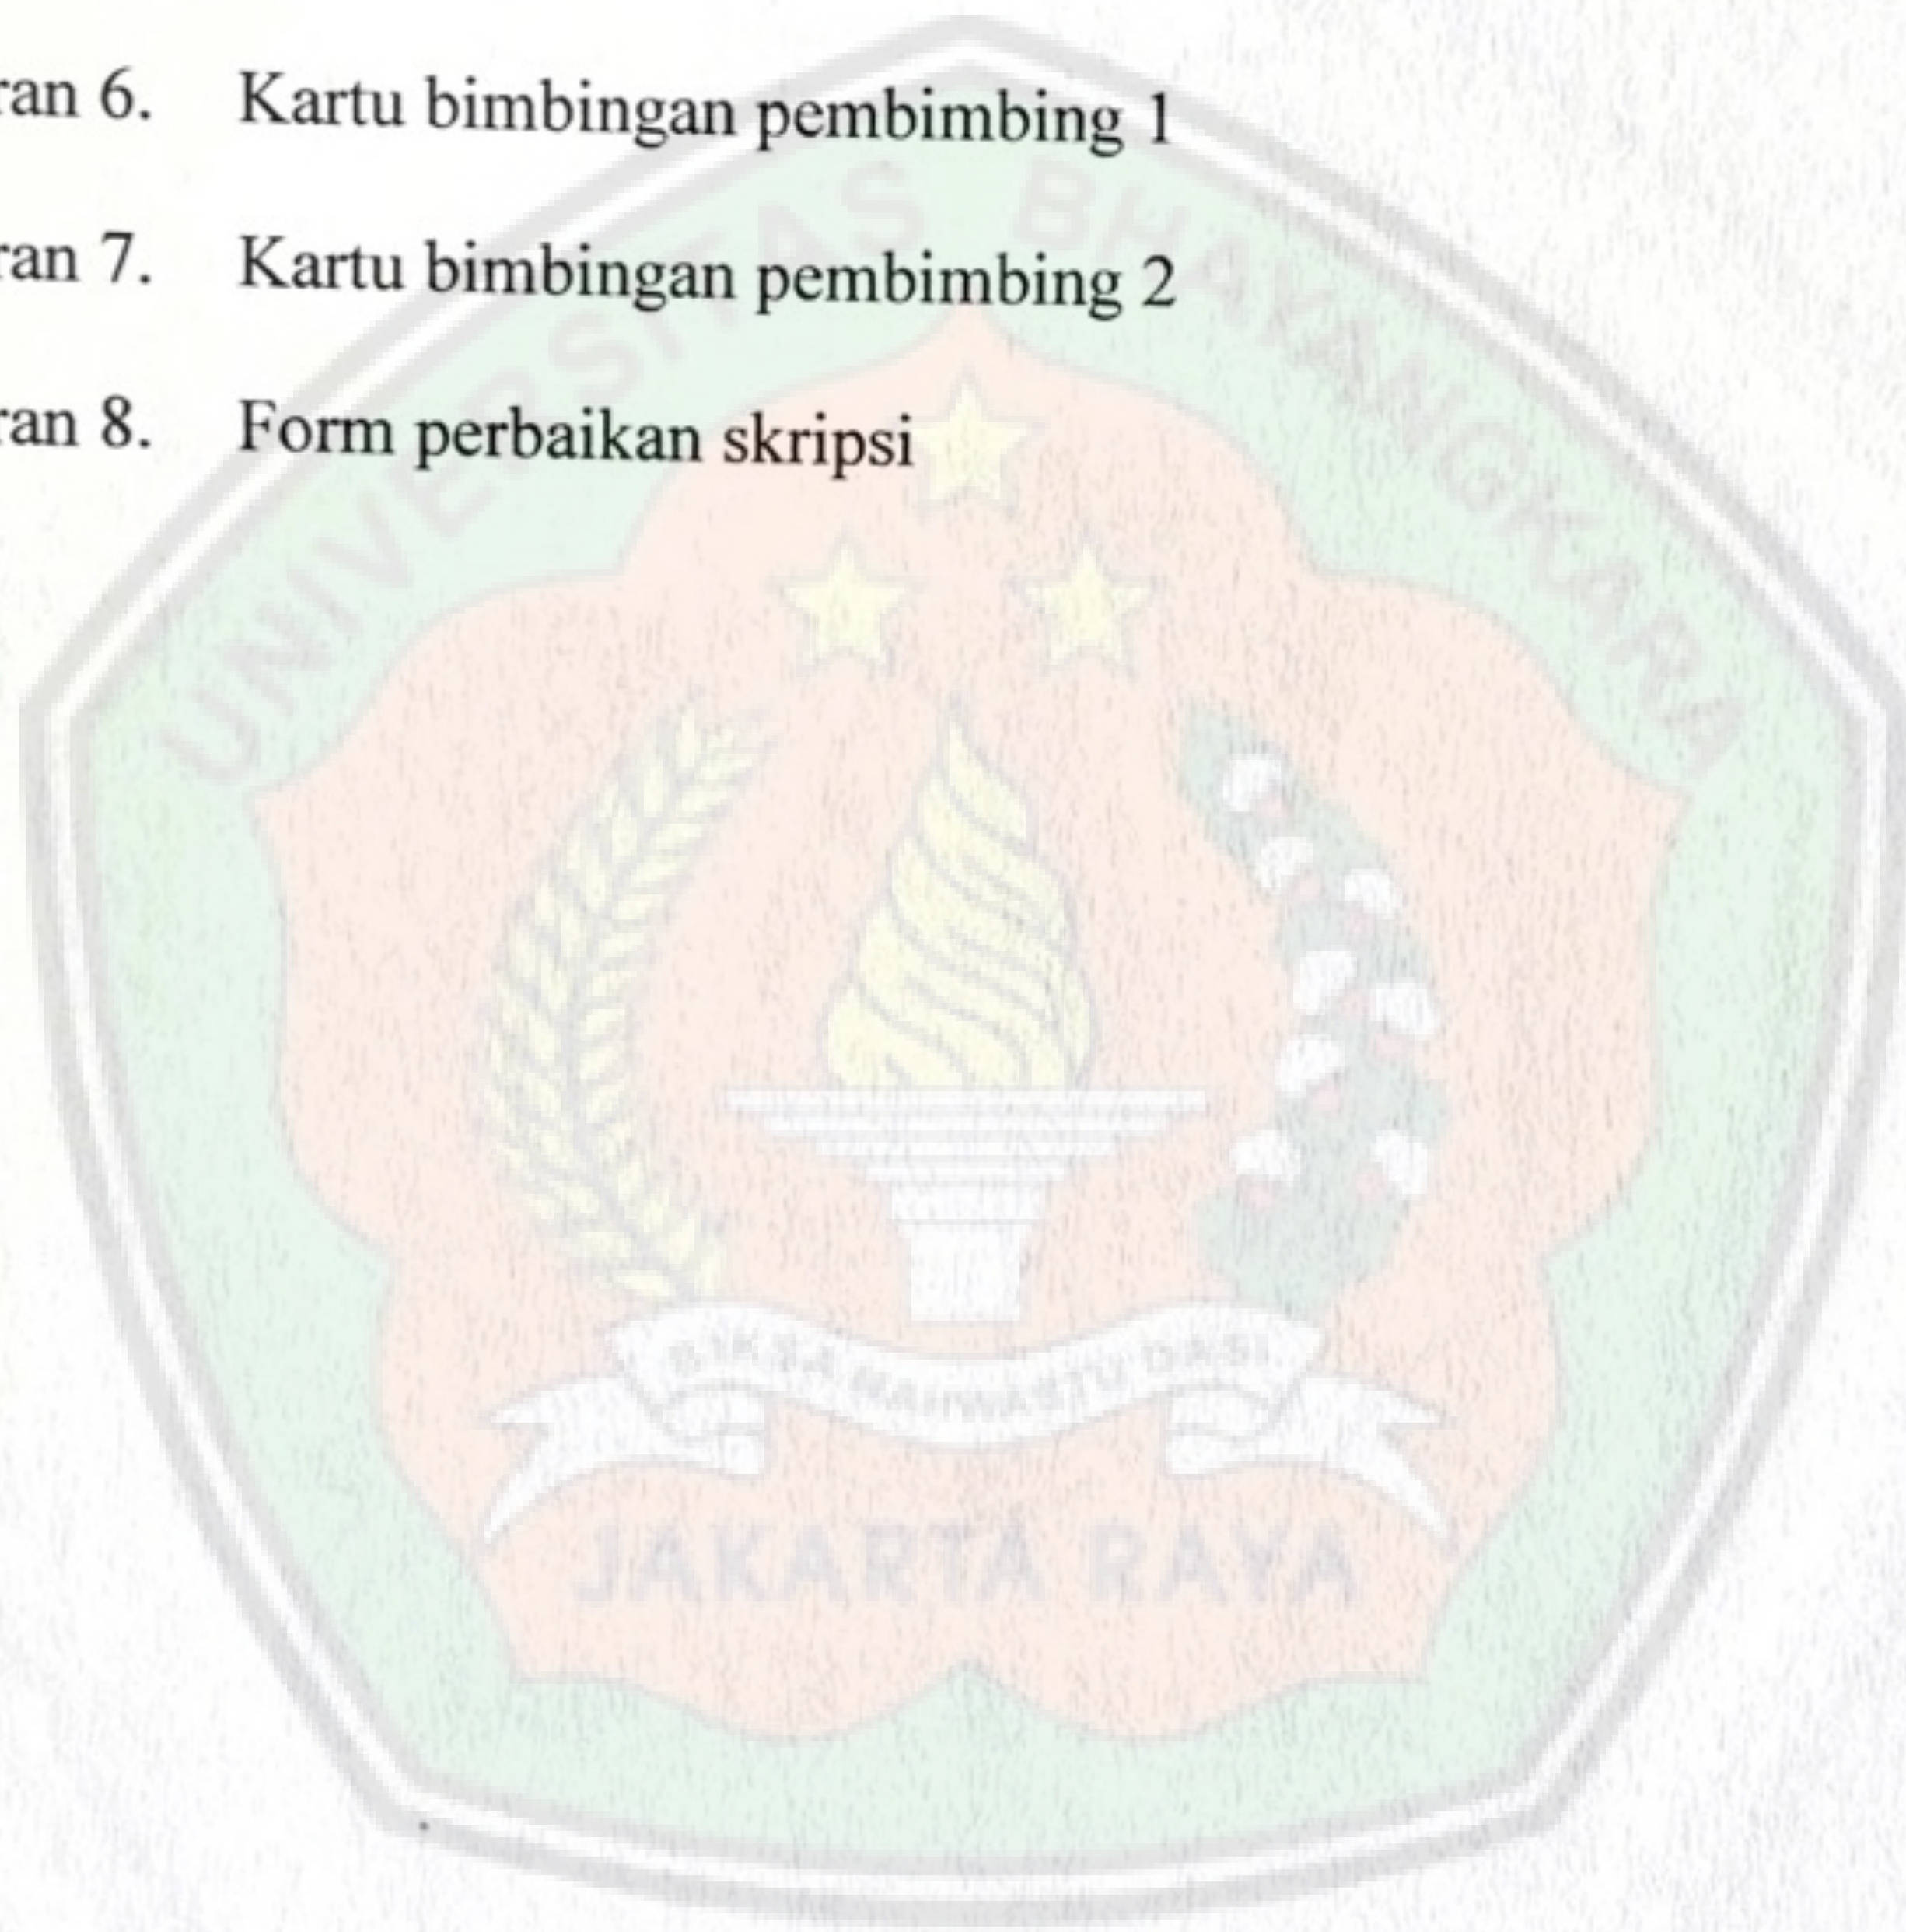 ran 6. Kartu bimbingan pembimbing 1
ran 7. Kartu bimbingan pembimbing 2
ran 8. Form perbaikan skripsi
UNIVERSITAS BHAYANGKARA
JAKARTA RAYA